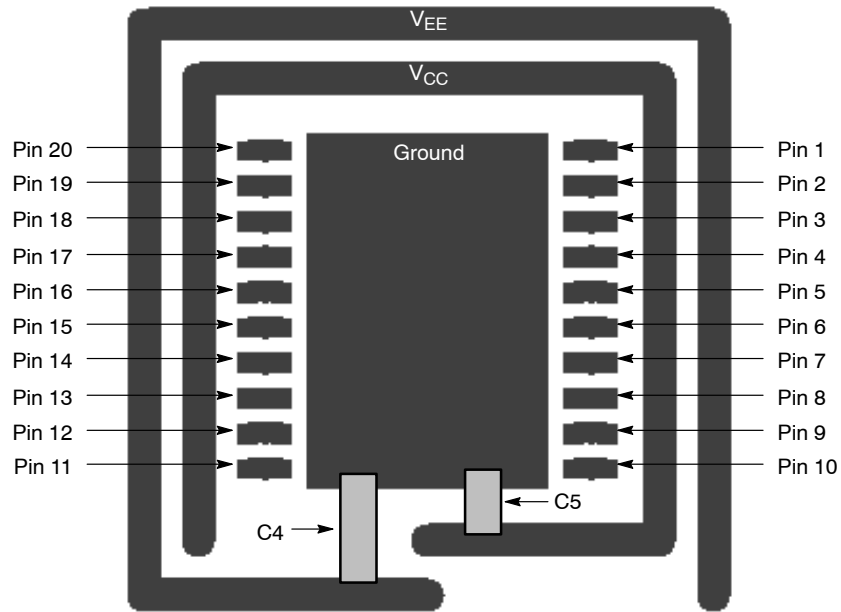 VEE
VCC
Ground
Pin 20
Pin 19
Pin 18
Pin 17
Pin 16
Pin 15
Pin 14
Pin 13
Pin 12
Pin 11
Pin 1
Pin 2
Pin 3
Pin 4
Pin 5
Pin 6
Pin 7
Pin 8
Pin 9
Pin 10
C4
C5